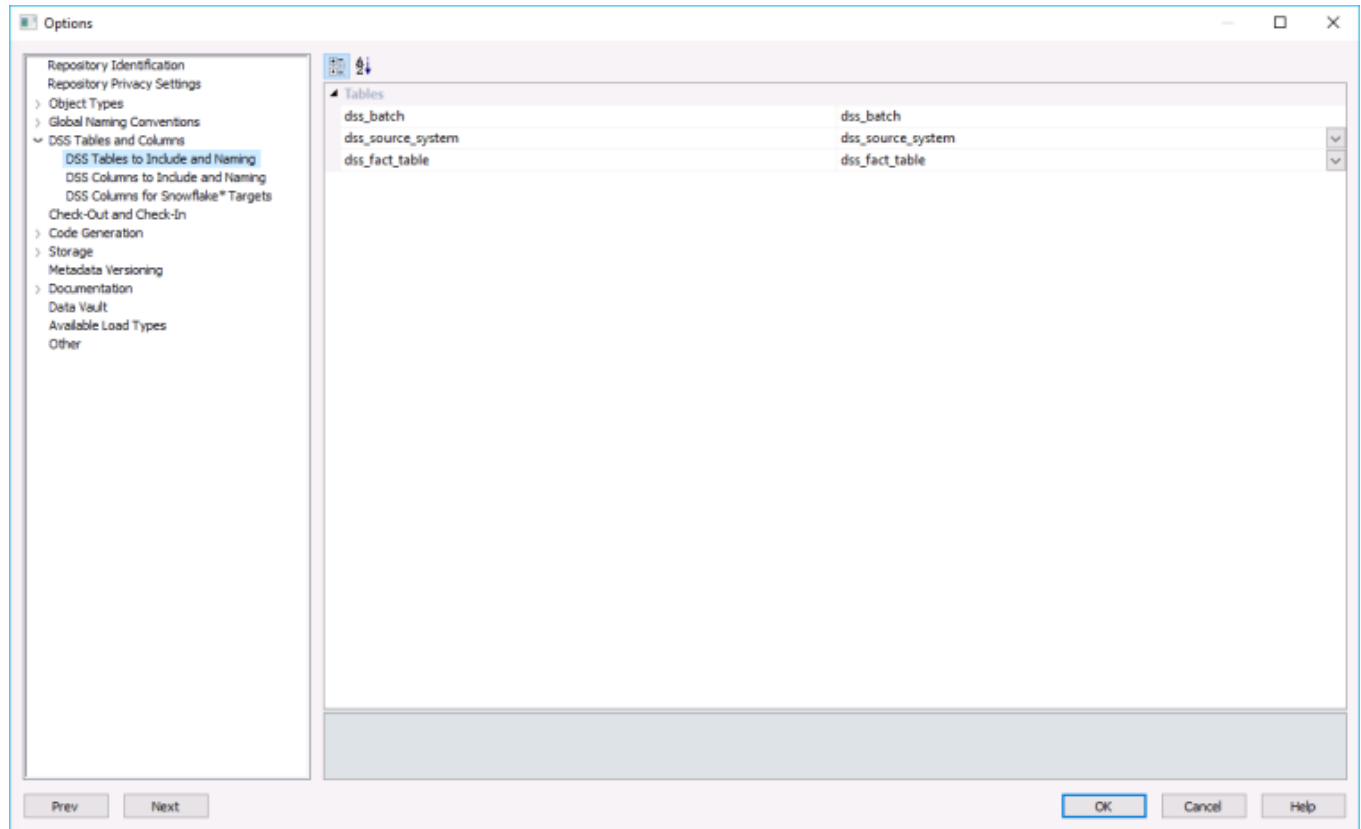 Options
Repository Identification
Repository Privacy Settings
Object Types
Global Naming Conventions
DSS Tables and Columns
DSS Tables to Include and Naming
DSS Columns to Include and Naming
DSS Columns for Snowflake* Targets
Check-Out and Check-In
Code Generation
Storage
Metadata Versioning
Documentation
Data Vault
Available Load Types
Other
Tables
dss_batch dss_batch
dss_source_system dss_source_system
dss_fact_table dss_fact_table
Prev Next OK Cancel Help